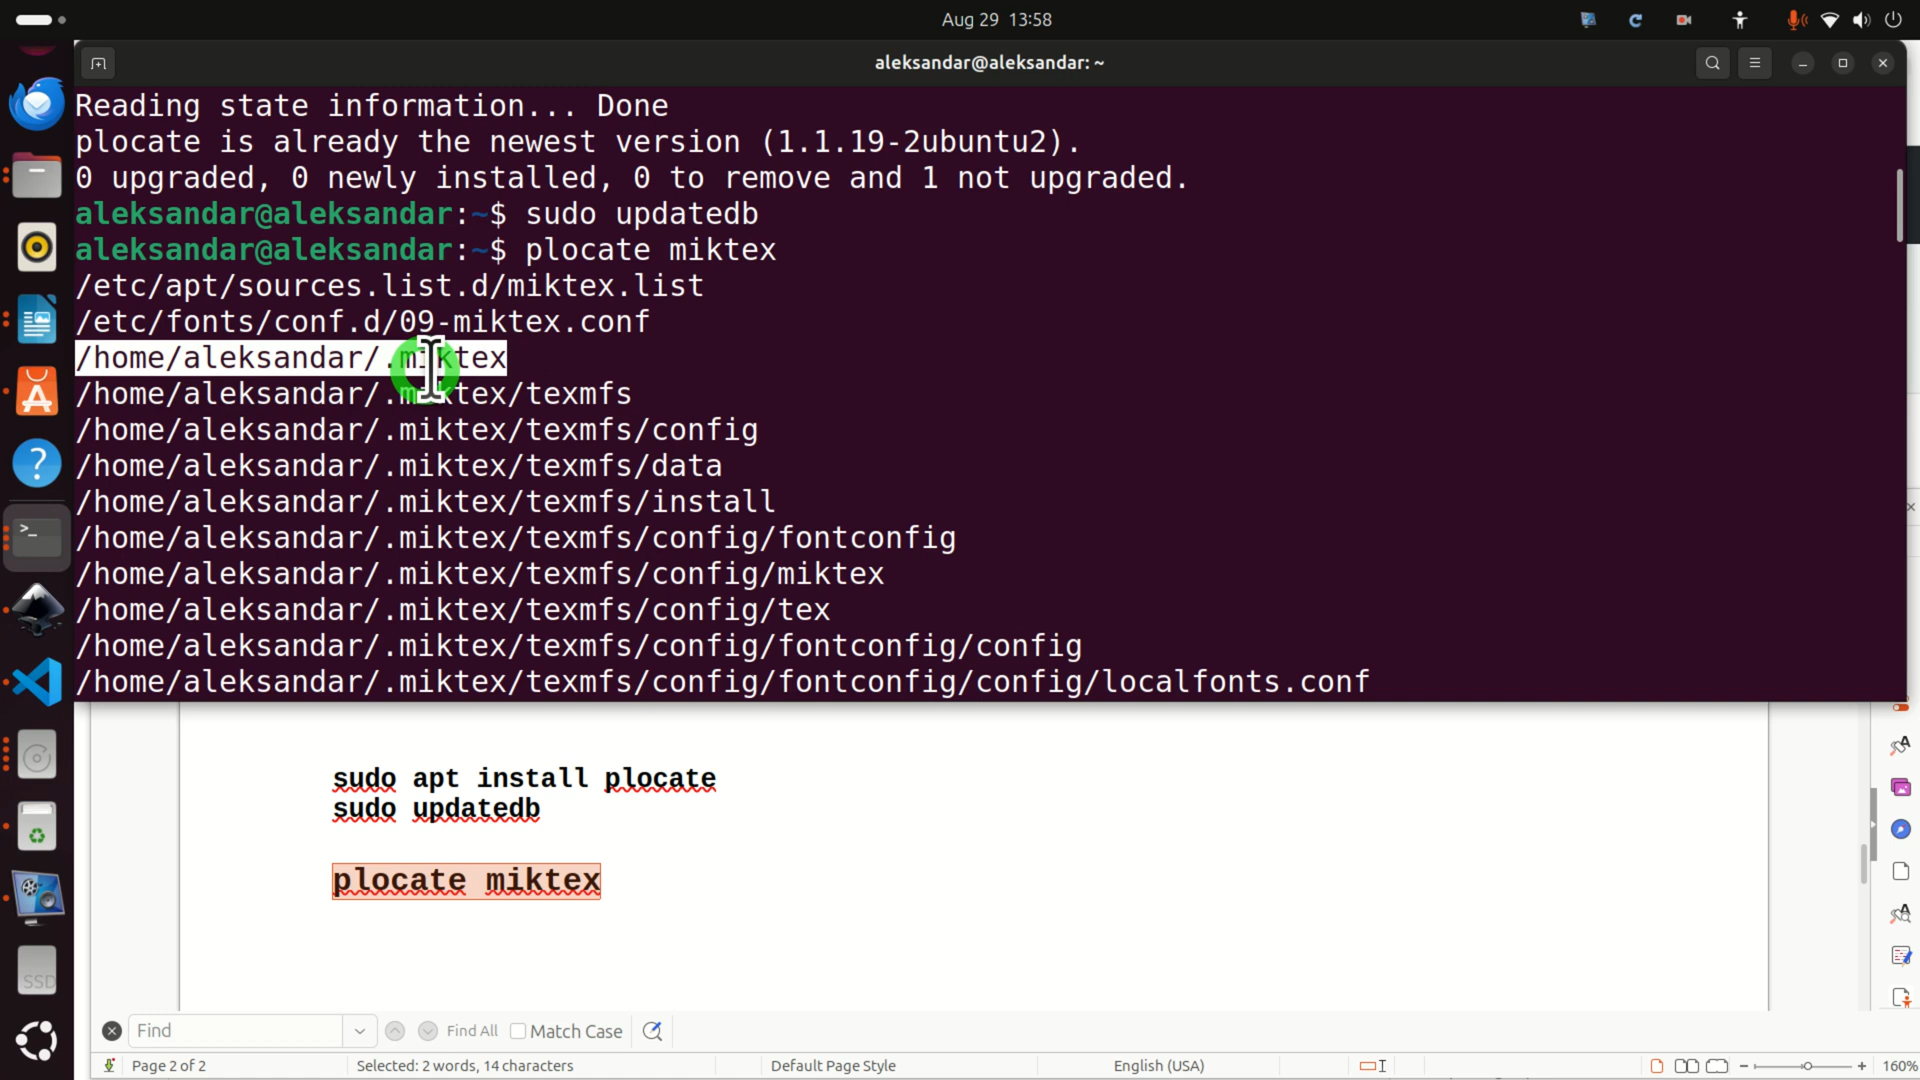 Aug 29 13:58
aleksandar@aleksandar: ~
Reading state information... Done
plocate is already the newest version (1.1.19-2ubuntu2).
0 upgraded, 0 newly installed, 0 to remove and 1 not upgraded.
aleksandar@aleksandar:~$ sudo updatedb
aleksandar@aleksandar:~$ plocate miktex
/etc/apt/sources.list.d/miktex.list
/etc/fonts/conf.d/09-miktex.conf
/home/aleksandar/.miktex
/home/aleksandar/.miktex/texmfs
/home/aleksandar/.miktex/texmfs/config
/home/aleksandar/.miktex/texmfs/data
/home/aleksandar/.miktex/texmfs/install
/home/aleksandar/.miktex/texmfs/config/fontconfig
/home/aleksandar/.miktex/texmfs/config/miktex
/home/aleksandar/.miktex/texmfs/config/tex
/home/aleksandar/.miktex/texmfs/config/fontconfig/config
/home/aleksandar/.miktex/texmfs/config/fontconfig/config/localfonts.conf
sudo apt install plocate
sudo updatedb
plocate miktex
SSD
Find
Find All
Match Case
Page 2 of 2
Selected: 2 words, 14 characters
Default Page Style
English (USA)
160%